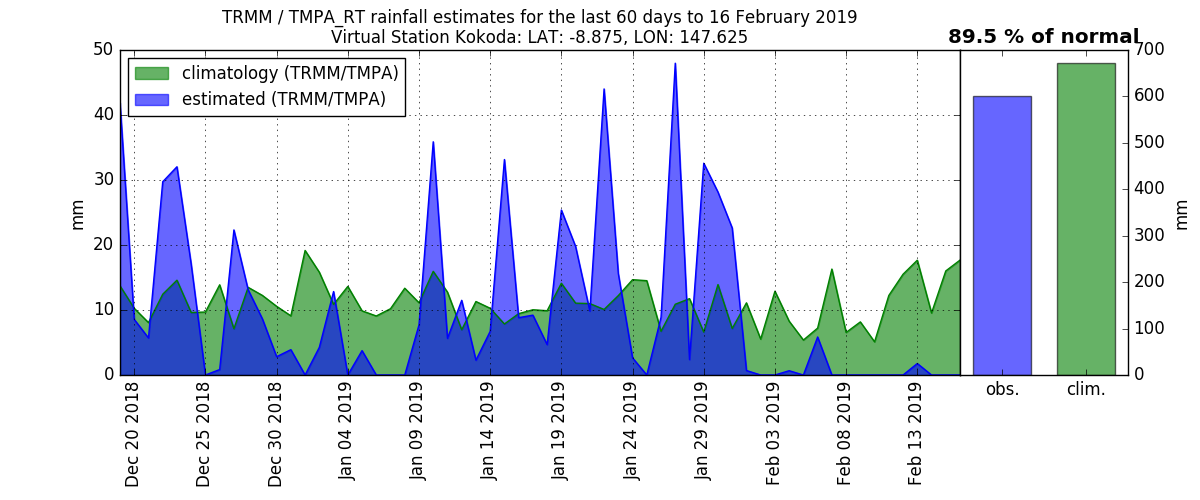 TRMM / TMPA_RT rainfall estimates for the last 60 days to 16 February 2019
Virtual Station Kokoda: LAT: -8.875, LON: 147.625
89.5 % of normal
climatology (TRMM/TMPA)
estimated (TRMM/TMPA)
mm
50
40
30
20
10
0
Dec 20 2018
Dec 25 2018
Dec 30 2018
Jan 04 2019
Jan 09 2019
Jan 14 2019
Jan 19 2019
Jan 24 2019
Jan 29 2019
Feb 03 2019
Feb 08 2019
Feb 13 2019
obs.
clim.
700
600
500
400
300
200
100
0
mm